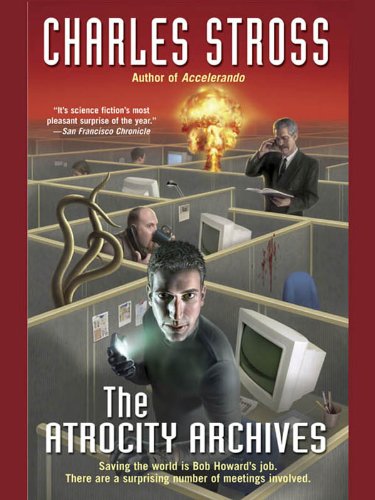 CHARLES STROSS
Author of Accelerando
"It's science fiction's most
pleasant surprise of the year."
—San Francisco Chronicle
The
ATROCITY ARCHIVES
Saving the world is Bob Howard's job.
There are a surprising number of meetings involved.